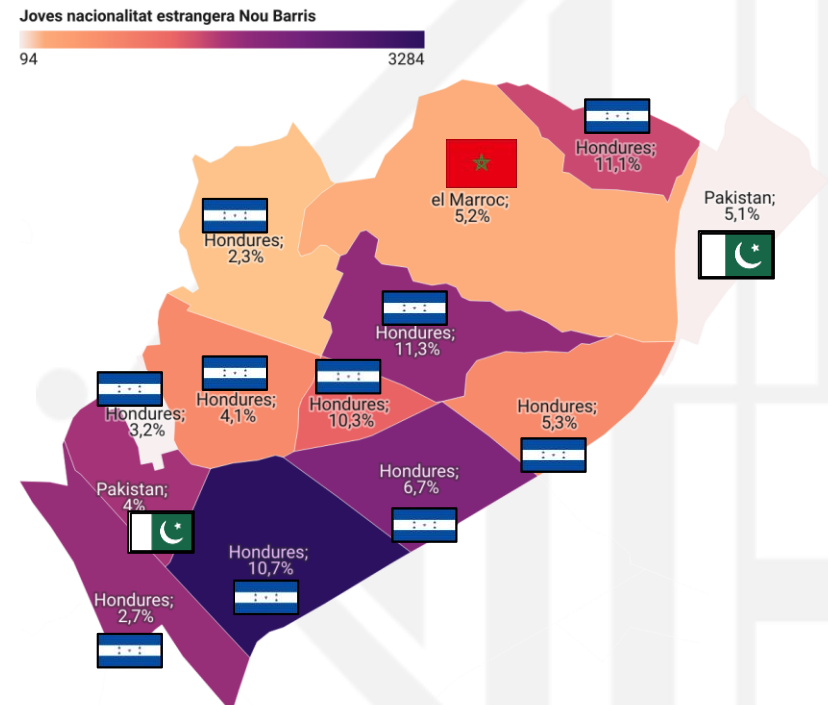 Joves nacionalitat estrangera Nou Barris
94
3284
Hondures;
11,1%
el Marroc;
5,2%
Pakistan;
5,1%
Hondures;
2,3%
Hondures;
11,3%
Hondures;
4,1%
Hondures;
10,3%
Hondures;
3,2%
Hondures;
5,3%
Hondures;
6,7%
Pakistan;
4%
Hondures;
10,7%
Hondures;
2,7%